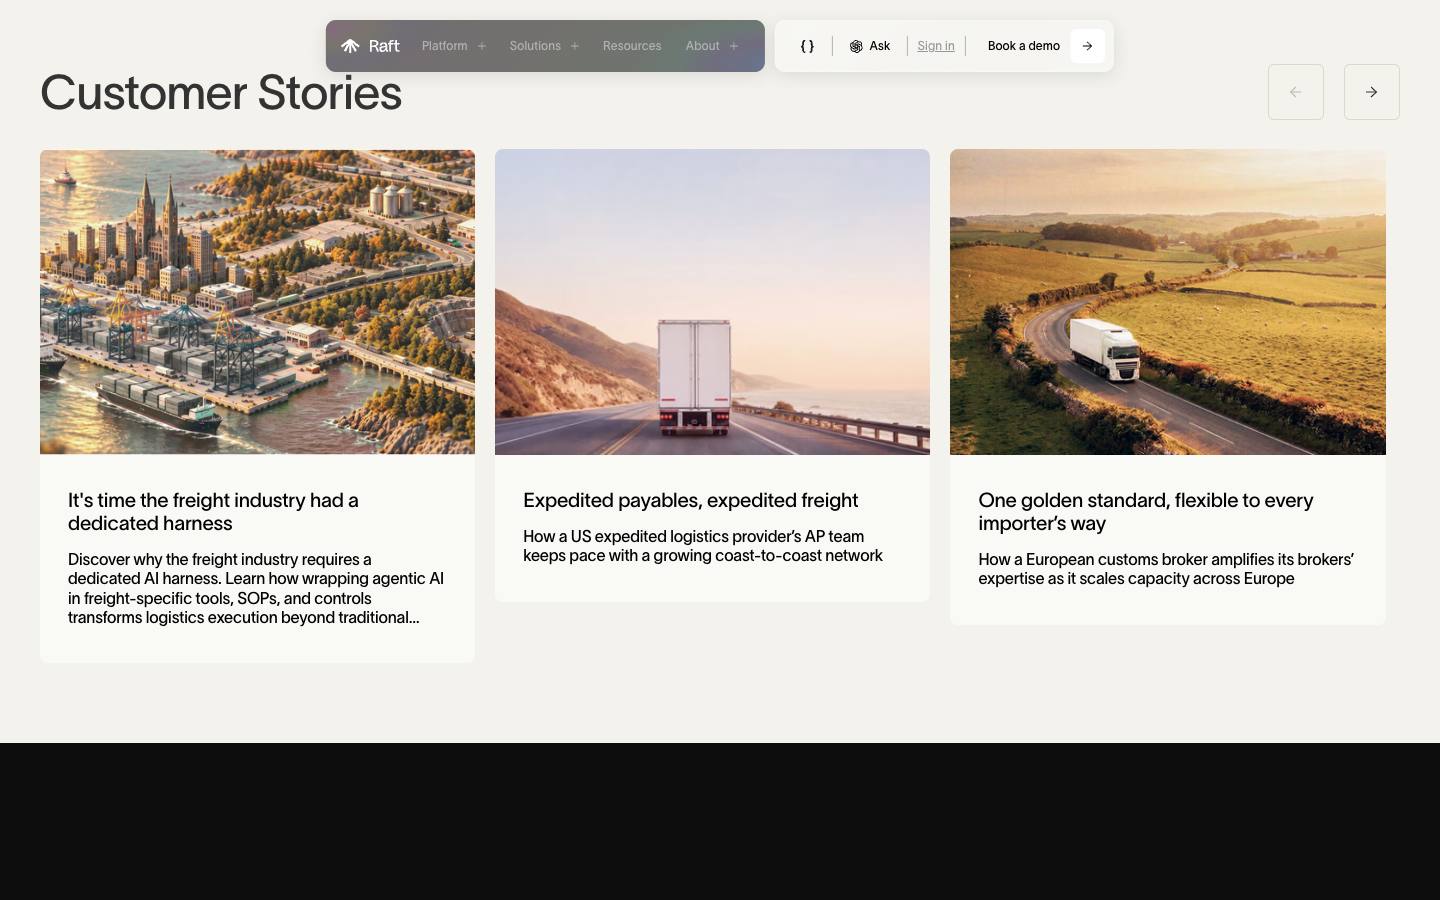 Raft
Platform
Solutions
Resources
About
{ }
Ask
Sign in
Book a demo
Customer Stories
It's time the freight industry had a
dedicated harness
Discover why the freight industry requires a
dedicated AI harness. Learn how wrapping agentic AI
in freight-specific tools, SOPs, and controls
transforms logistics execution beyond traditional...
Expedited payables, expedited freight
How a US expedited logistics provider’s AP team
keeps pace with a growing coast-to-coast network
One golden standard, flexible to every
importer’s way
How a European customs broker amplifies its brokers’
expertise as it scales capacity across Europe